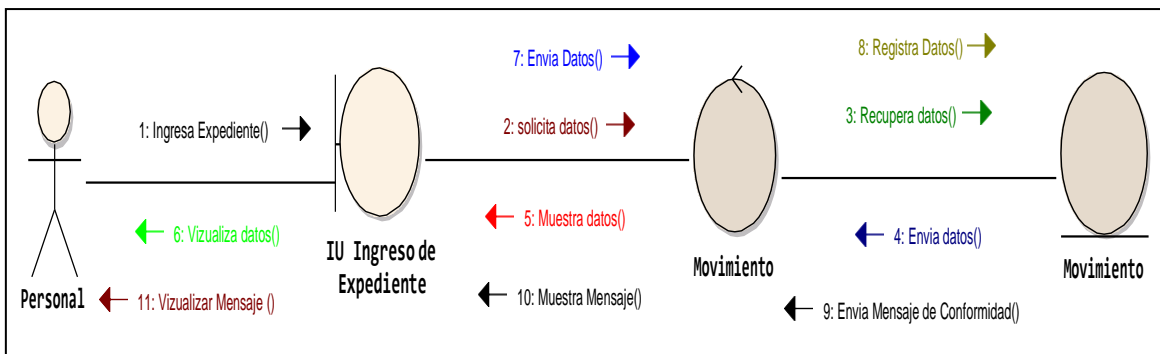 7: Envia Datos()
8: Registra Datos()
1: Ingresa Expediente()
2: solicita datos()
3: Recupera datos()
6: Vizualiza datos()
5: Muestra datos()
4: Envia datos()
IU Ingreso de
Expediente
Movimiento
Movimiento
Personal
11: Vizualizar Mensaje ()
10: Muestra Mensaje()
9: Envia Mensaje de Conformidad()